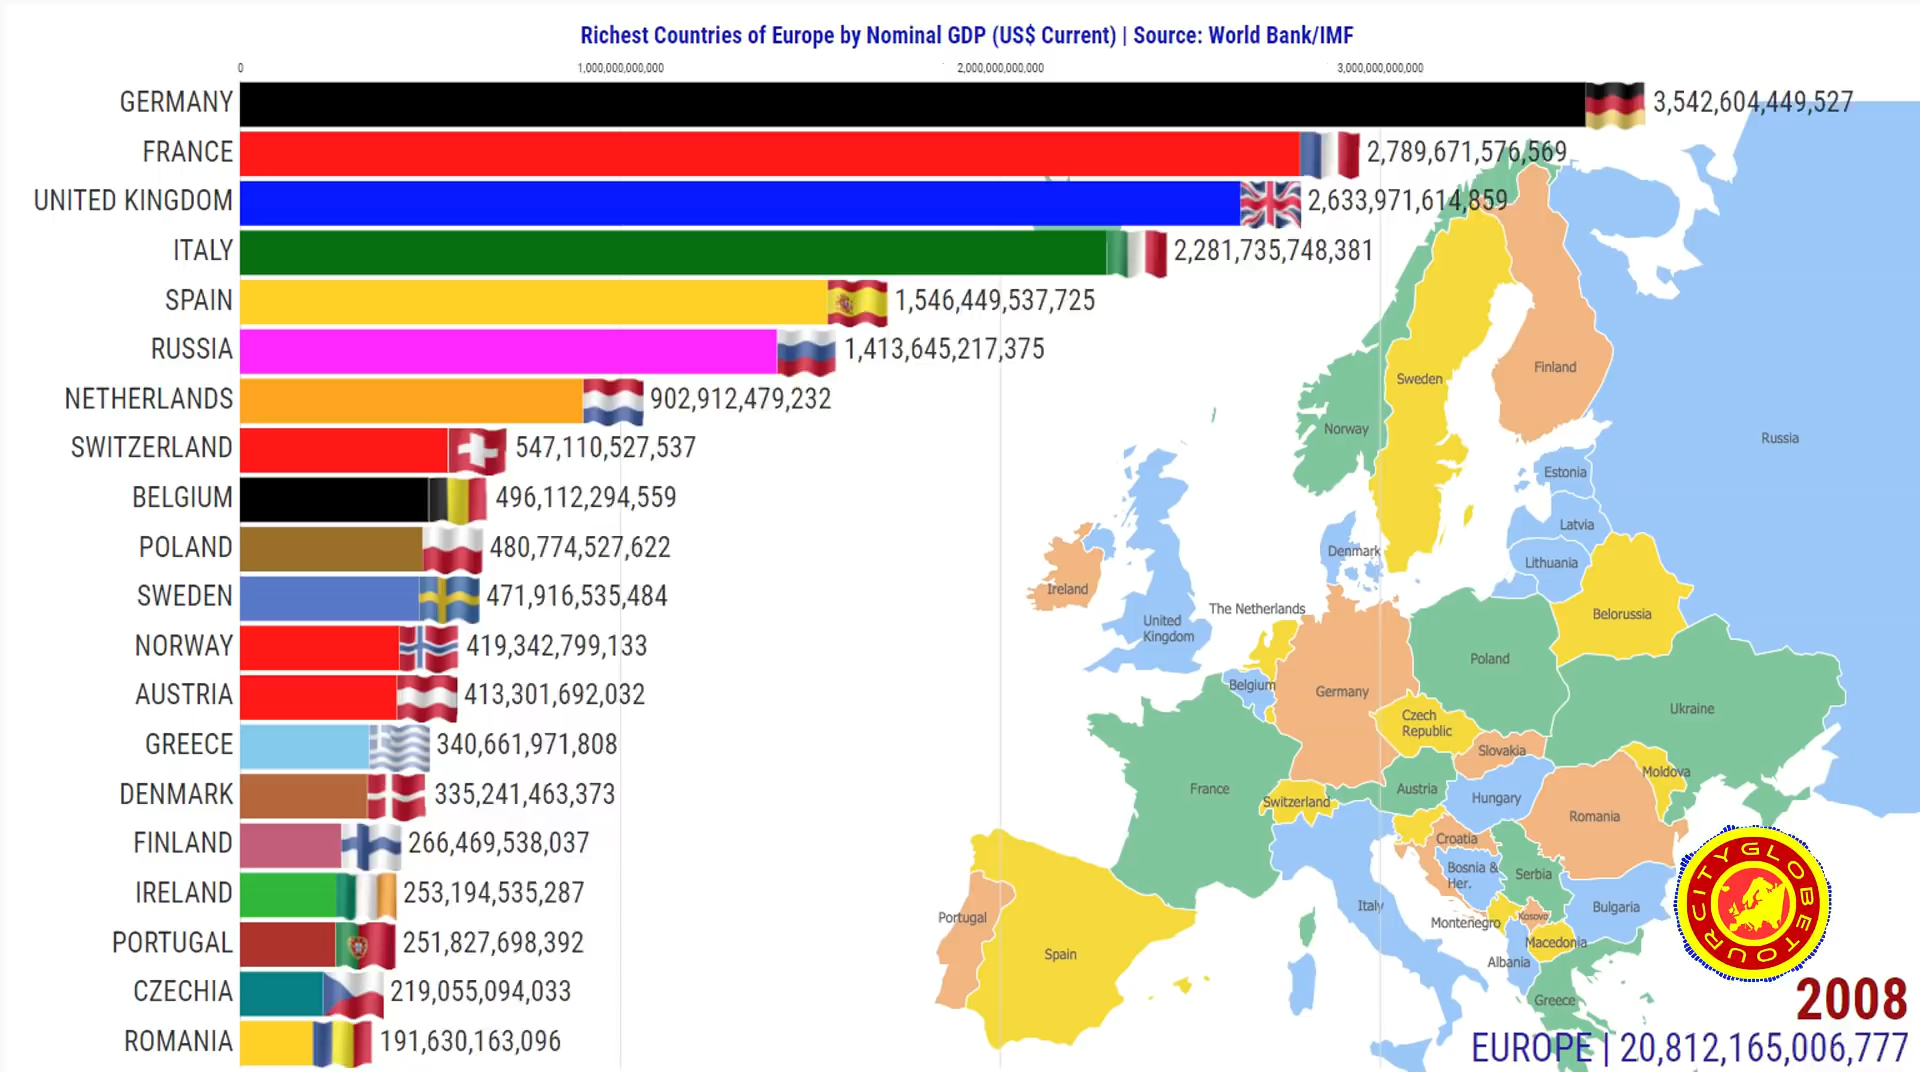 Richest Countries of Europe by Nominal GDP (US$ Current) | Source: World Bank/IMF
0 1,000,000,000,000 2,000,000,000,000 3,000,000,000,000
GERMANY 3,542,604,449,527
FRANCE 2,789,671,576,569
UNITED KINGDOM 2,633,971,614,859
ITALY 2,281,735,748,381
SPAIN 1,546,449,537,725
RUSSIA 1,413,645,217,375
NETHERLANDS 902,912,479,232
SWITZERLAND 547,110,527,537
BELGIUM 496,112,294,559
POLAND 480,774,527,622
SWEDEN 471,916,535,484
NORWAY 419,342,799,133
AUSTRIA 413,301,692,032
GREECE 340,661,971,808
DENMARK 335,241,463,373
FINLAND 266,469,538,037
IRELAND 253,194,535,287
PORTUGAL 251,827,698,392
CZECHIA 219,055,094,033
ROMANIA 191,630,163,096
Finland
Sweden
Norway
Russia
Estonia
Latvia
Denmark
Lithuania
Ireland
The Netherlands
United
Kingdom
Belorussia
Poland
Belgium
Germany
Ukraine
Czech
Republic
Slovakia
Moldova
France
Switzerland
Austria
Hungary
Romania
Croatia
Bosnia &
Her.
Serbia
Italy
Bulgaria
Portugal
Montenegro
Kosovo
Macedonia
Spain
Albania
Greece
CITYGLOBETOUR
2008
EUROPE | 20,812,165,006,777